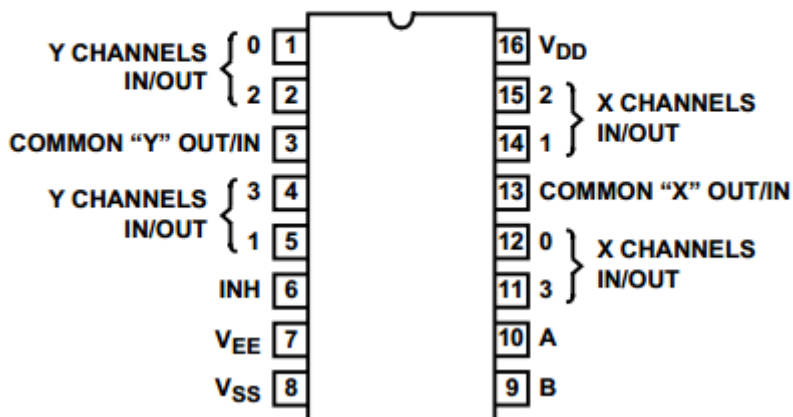 Y CHANNELS
IN/OUT
0 1
2 2
COMMON “Y” OUT/IN 3
Y CHANNELS
IN/OUT
3 4
1 5
INH 6
VEE 7
VSS 8
16 VDD
15 2
14 1
X CHANNELS
IN/OUT
13 COMMON “X” OUT/IN
12 0
11 3
X CHANNELS
IN/OUT
10 A
9 B